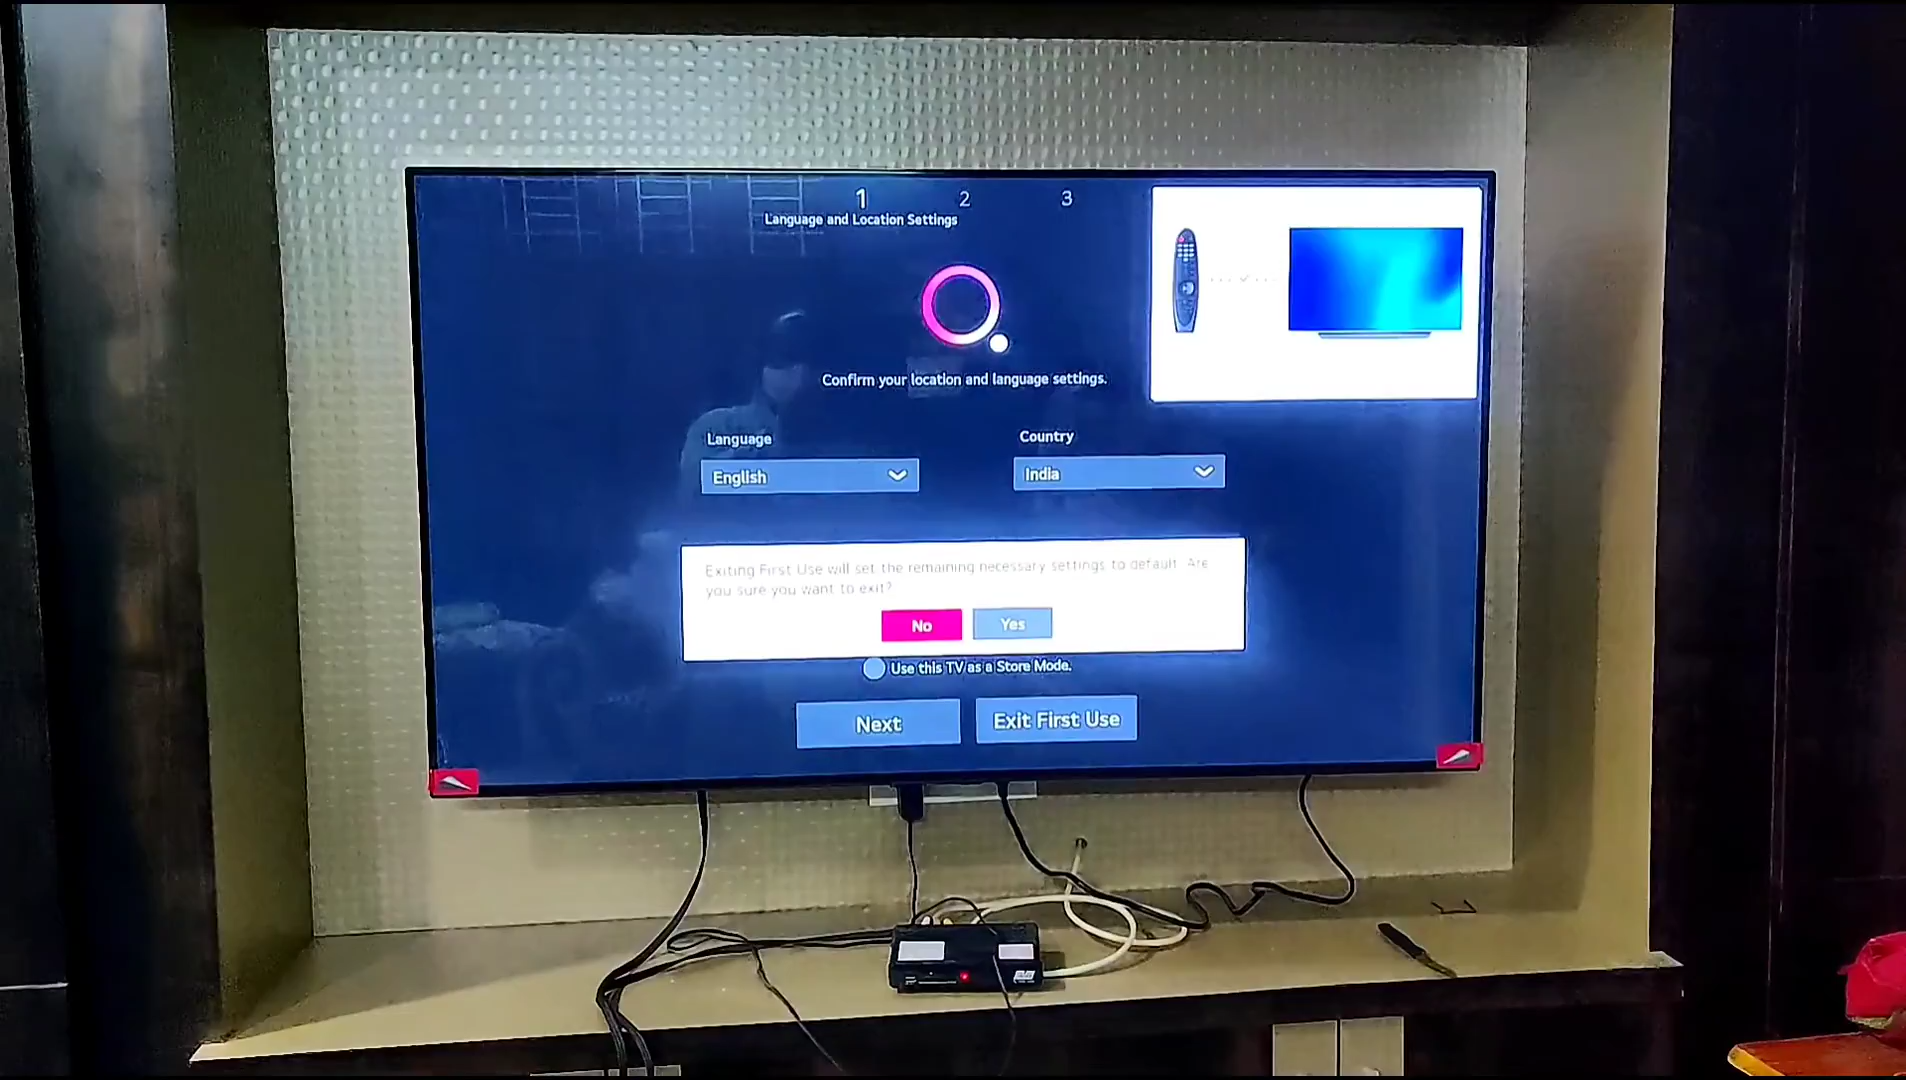 1 2 3
Language and Location Settings
Confirm your location and language settings.
Language Country
English India
Exiting First Use will set the remaining necessary settings to default. Are
you sure you want to exit?
No Yes
Use this TV as a Store Mode.
Next Exit First Use